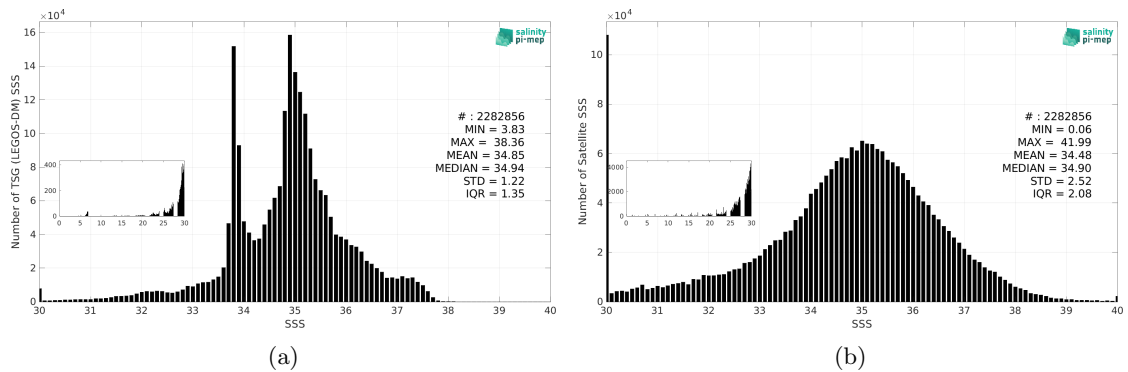 ×10⁴
16
14
12
10
8
6
4
2
0
Number of TSG (LEGOS-DM) SSS
salinity
pi-mep
# : 2282856
MIN = 3.83
MAX = 38.36
MEAN = 34.85
MEDIAN = 34.94
STD = 1.22
IQR = 1.35
400
200
0
0 5 10 15 20 25 30
30 31 32 33 34 35 36 37 38 39 40
SSS
(a)
×10⁴
10
8
6
4
2
0
Number of Satellite SSS
salinity
pi-mep
# : 2282856
MIN = 0.06
MAX = 41.99
MEAN = 34.48
MEDIAN = 34.90
STD = 2.52
IQR = 2.08
4000
2000
0
0 5 10 15 20 25 30
30 31 32 33 34 35 36 37 38 39 40
SSS
(b)